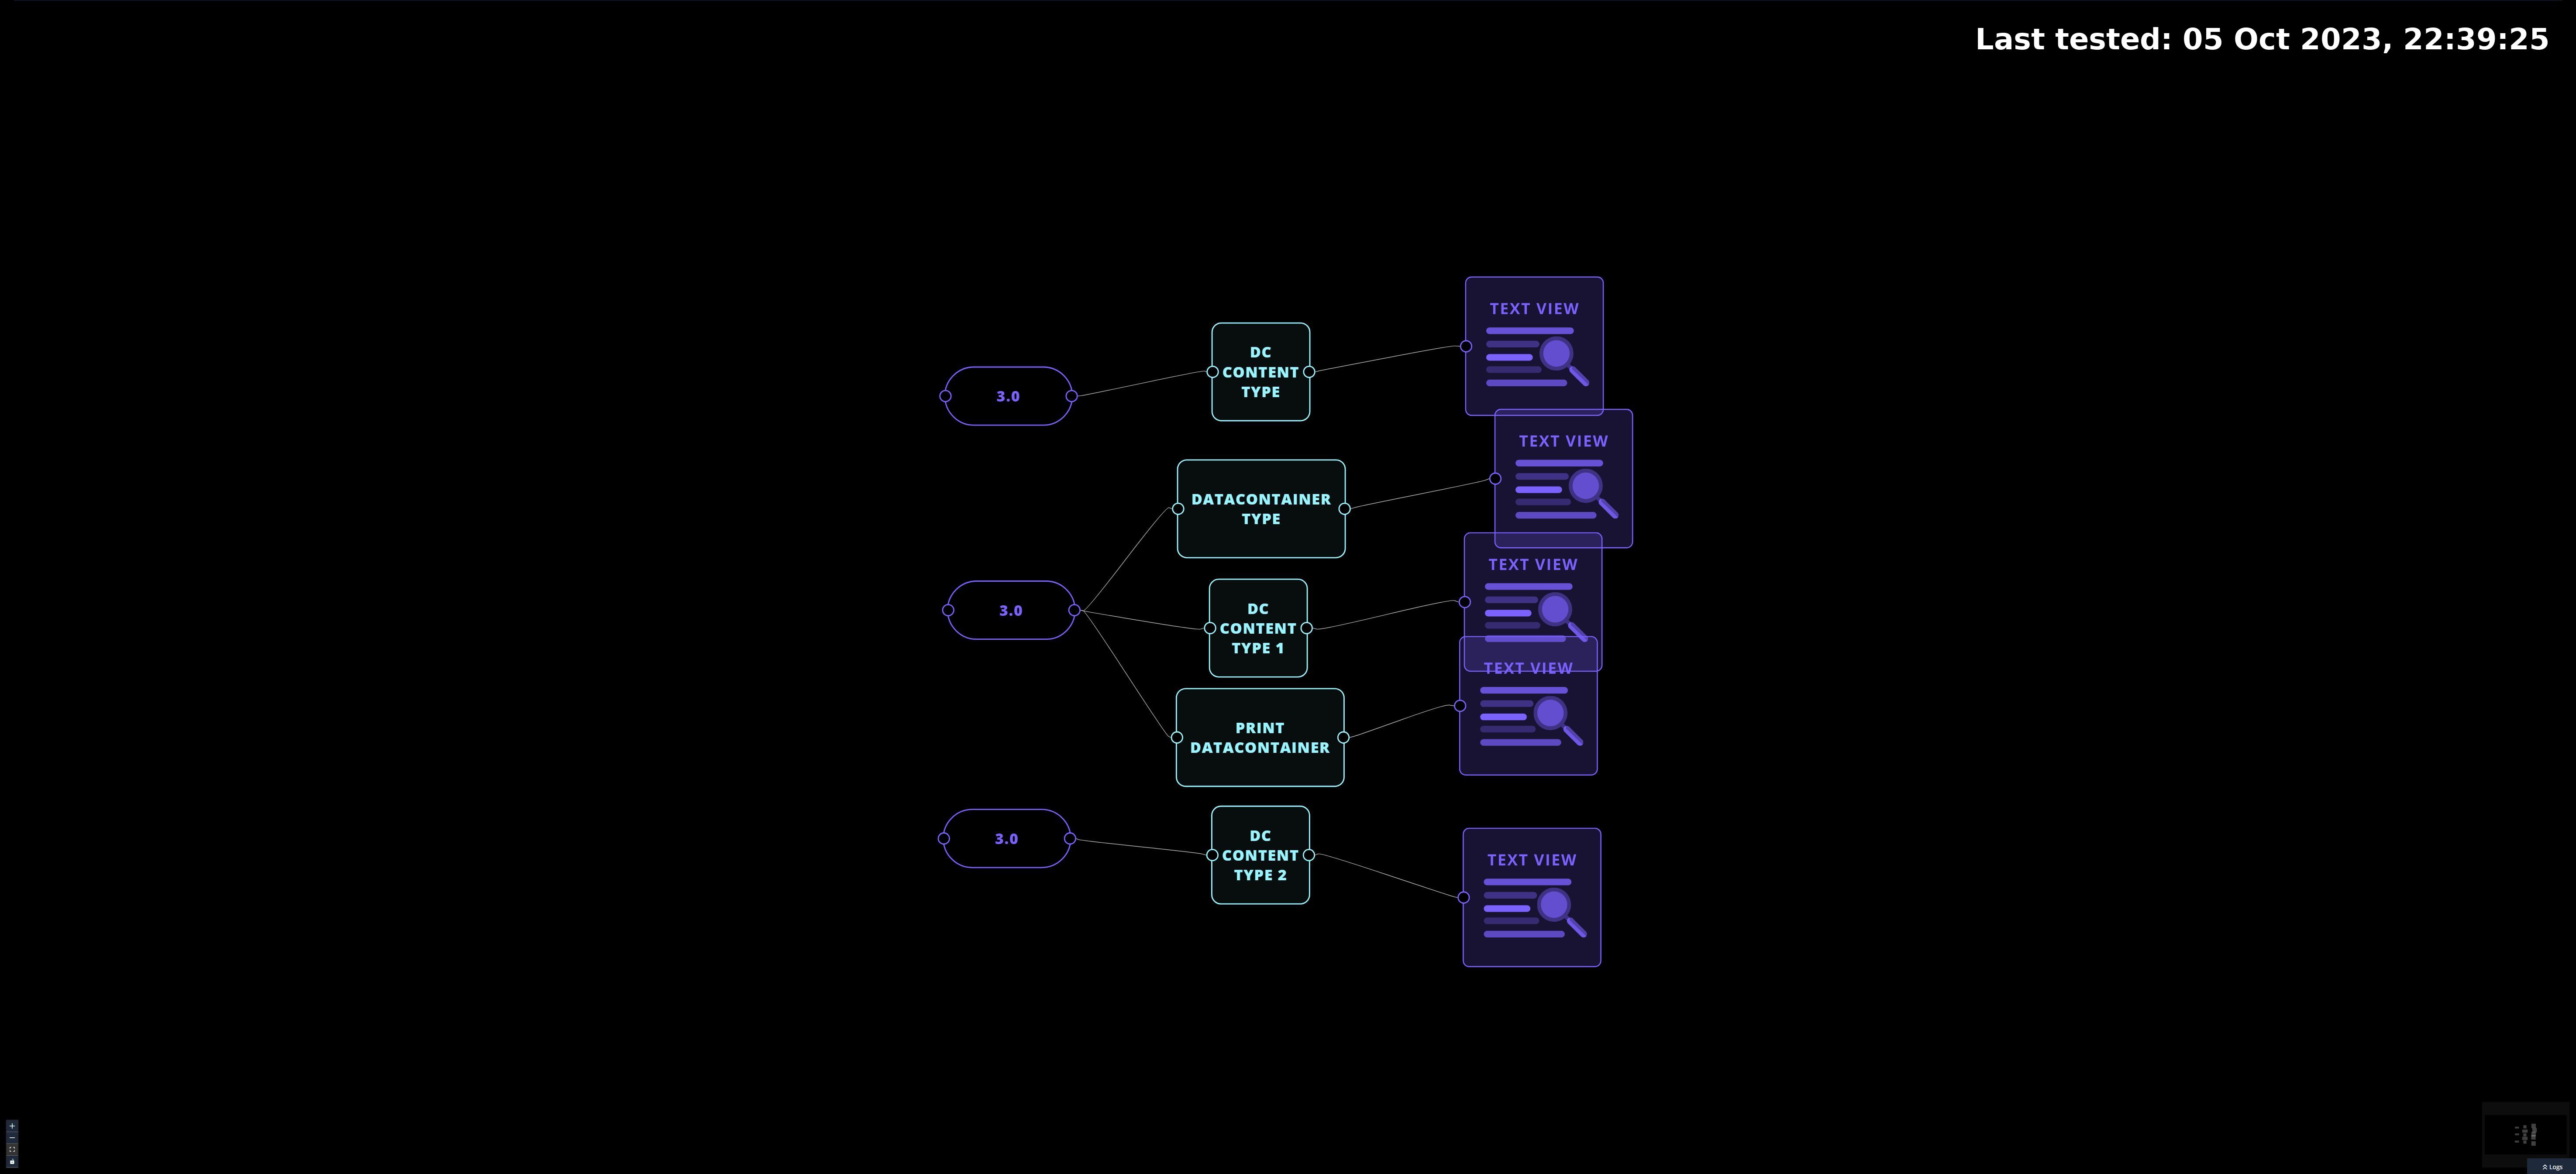 Last tested: 05 Oct 2023, 22:39:25
TEXT VIEW
DC
CONTENT
TYPE
3.0
TEXT VIEW
DATACONTAINER
TYPE
TEXT VIEW
3.0
DC
CONTENT
TYPE 1
TEXT VIEW
PRINT
DATACONTAINER
3.0
DC
CONTENT
TYPE 2
TEXT VIEW
Logs